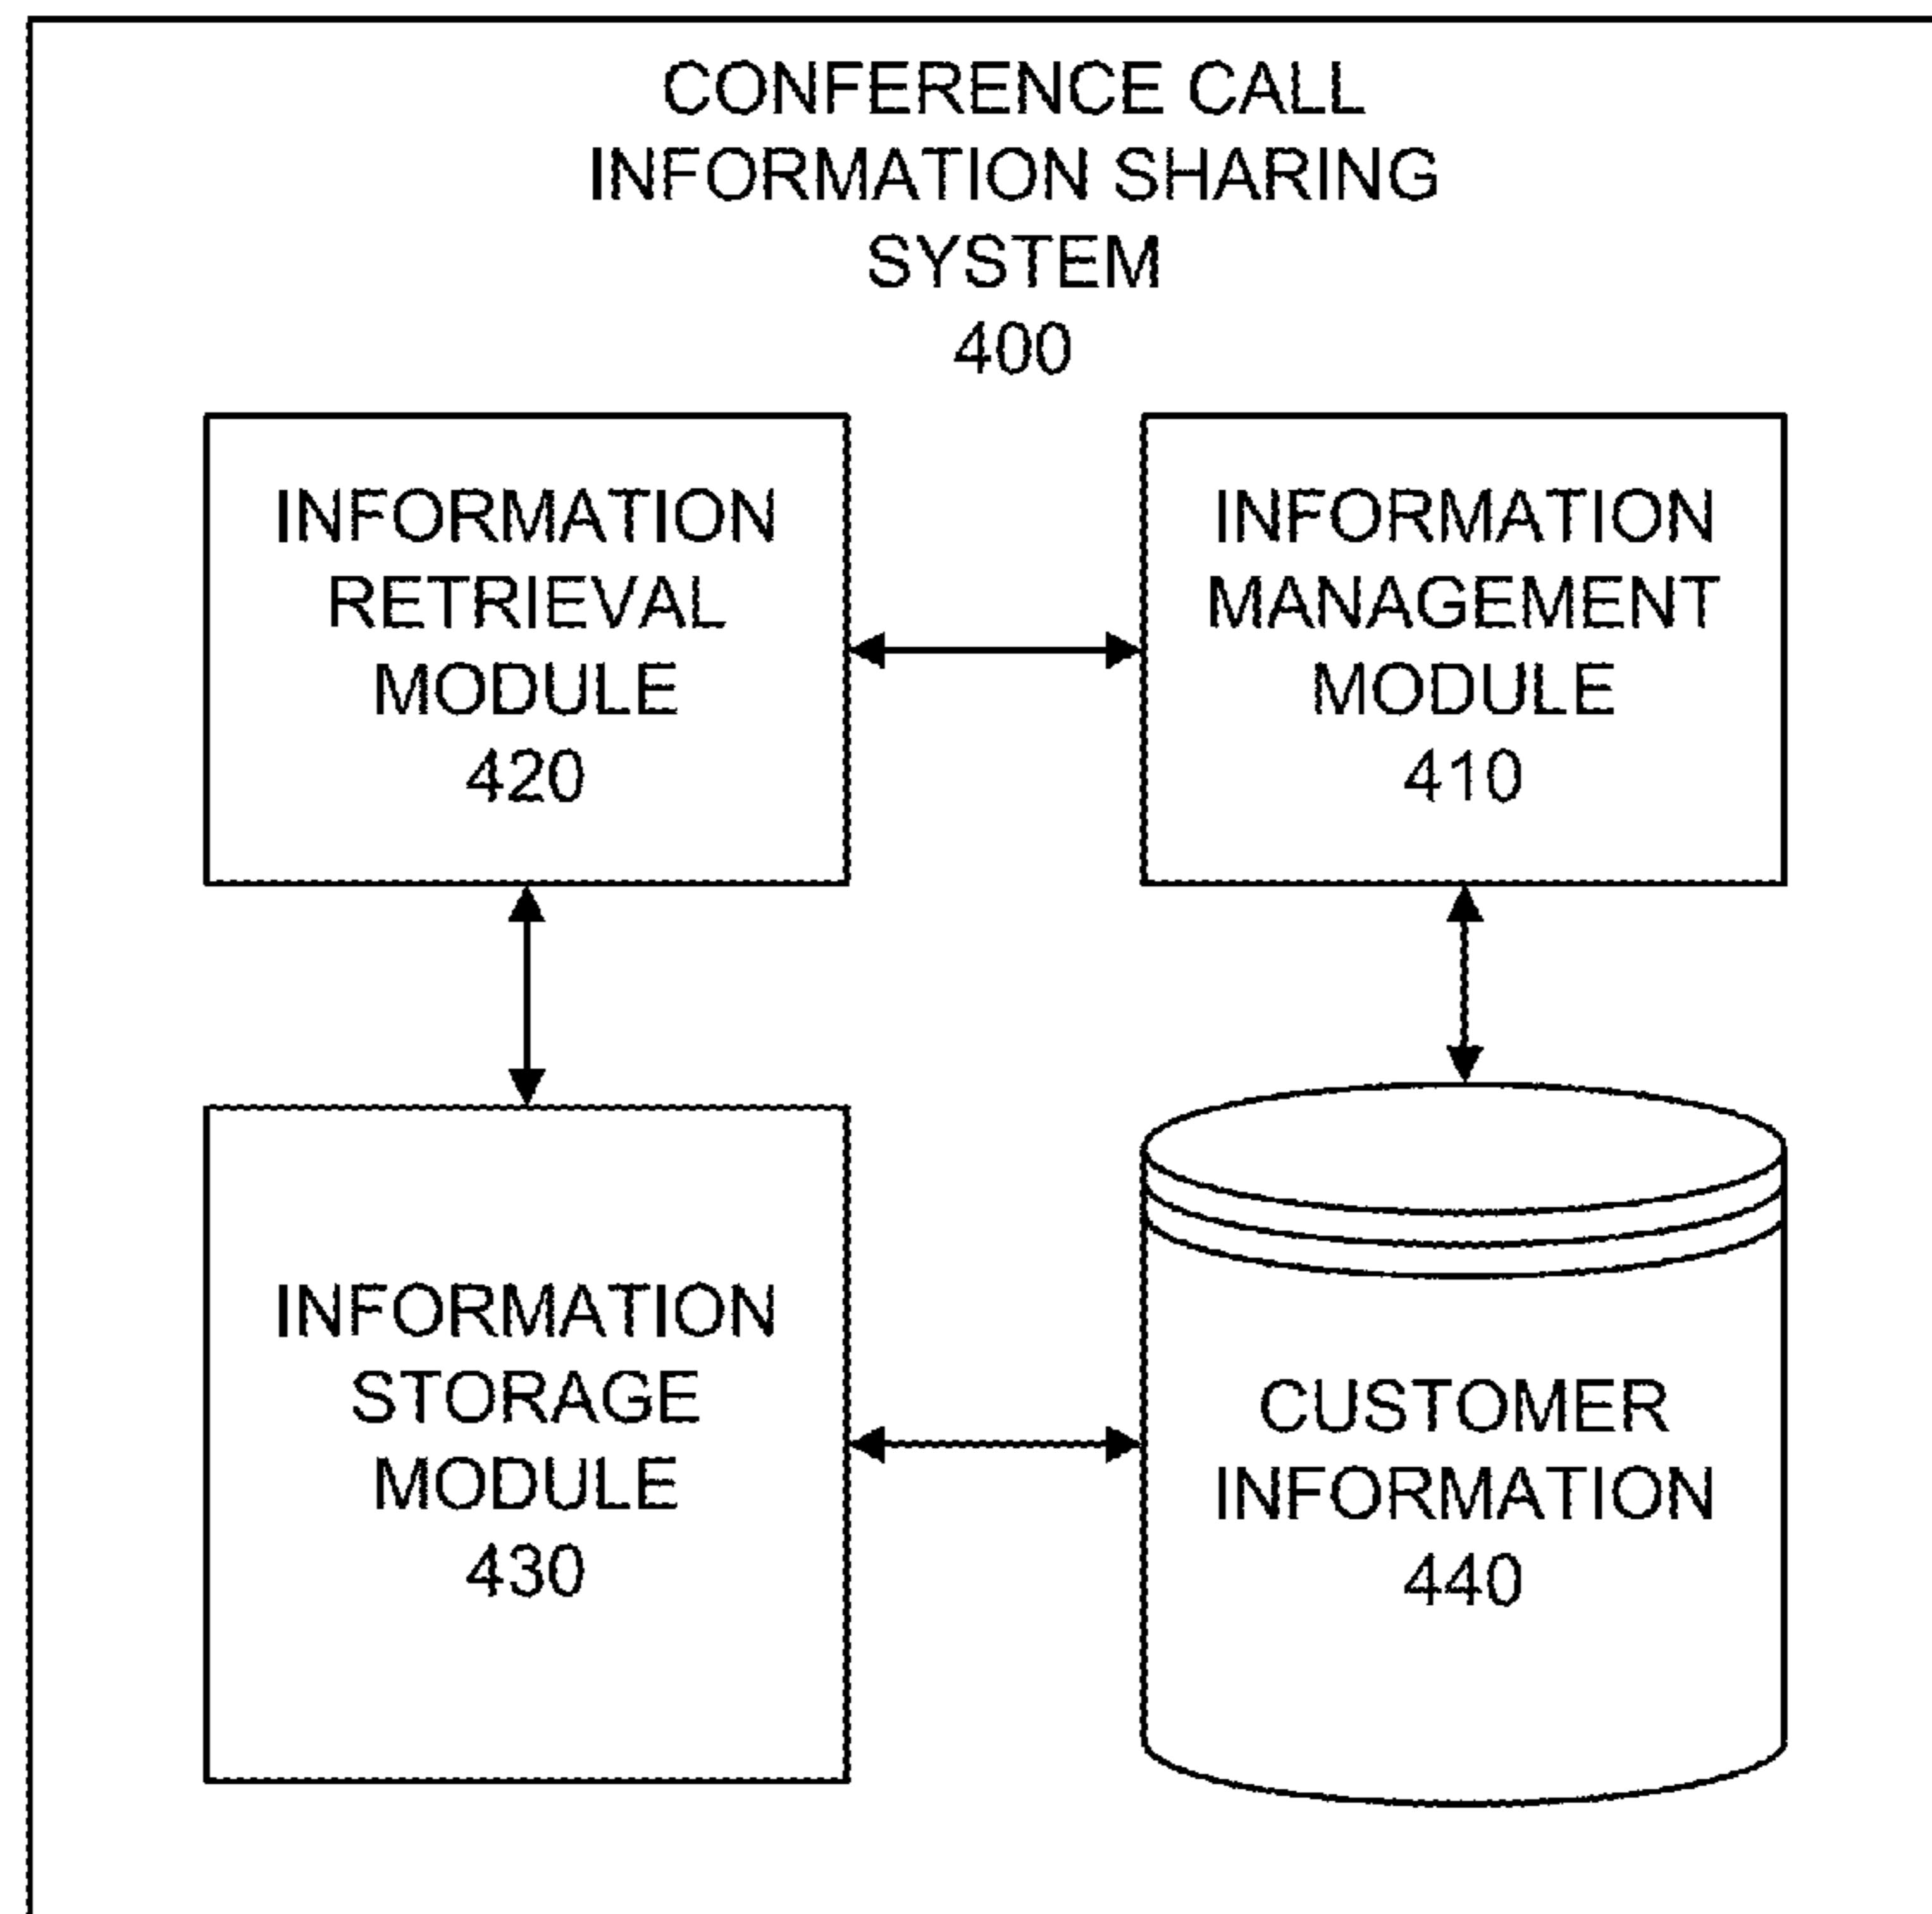 CONFERENCE CALL
INFORMATION SHARING
SYSTEM
400
INFORMATION
RETRIEVAL
MODULE
420
INFORMATION
MANAGEMENT
MODULE
410
INFORMATION
STORAGE
MODULE
430
CUSTOMER
INFORMATION
440